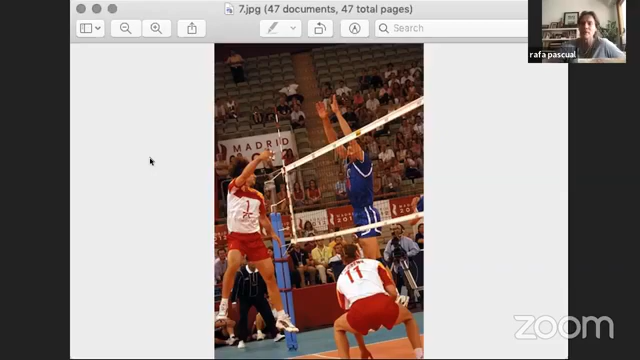 7.jpg (47 documents, 47 total pages)
Search
rafa pascual
MADRID
1
11
zoom